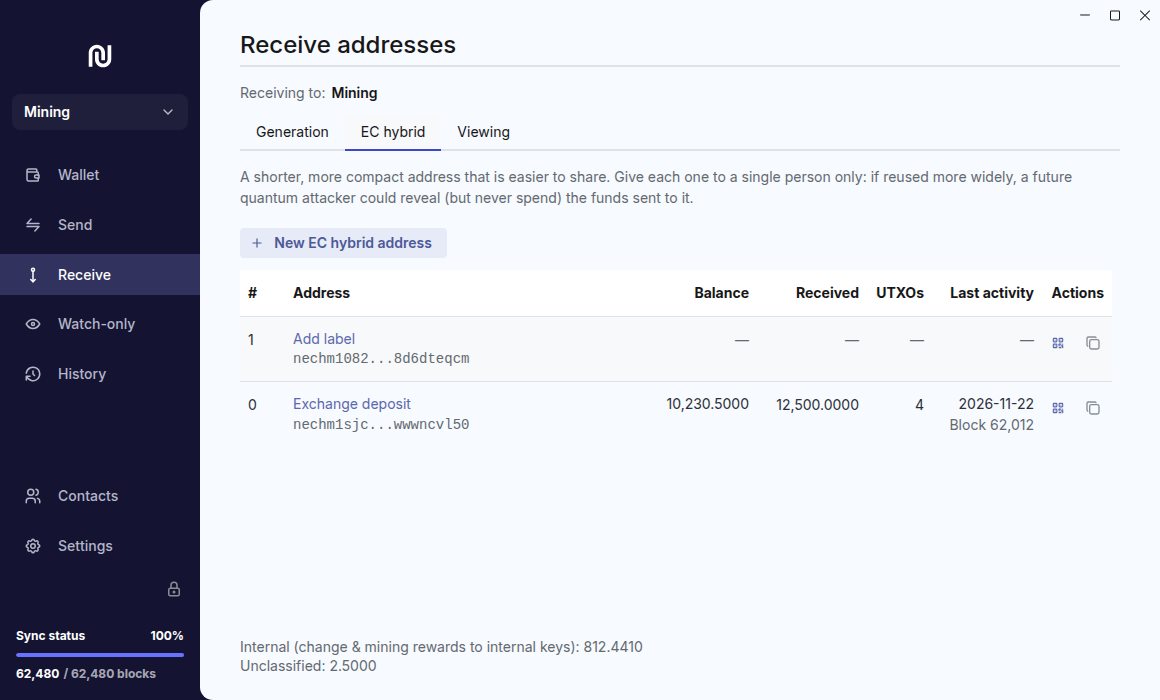 Mining
Wallet
Send
Receive
Watch-only
History
Contacts
Settings
Sync status 100%
62,480 / 62,480 blocks
Receive addresses
Receiving to: Mining
Generation EC hybrid Viewing
A shorter, more compact address that is easier to share. Give each one to a single person only: if reused more widely, a future
quantum attacker could reveal (but never spend) the funds sent to it.
+ New EC hybrid address
# Address Balance Received UTXOs Last activity Actions
1 Add label — — — —
nechm1082...8d6dteqcm
0 Exchange deposit 10,230.5000 12,500.0000 4 2026-11-22
nechm1sjc...wwwncvl50 Block 62,012
Internal (change & mining rewards to internal keys): 812.4410
Unclassified: 2.5000